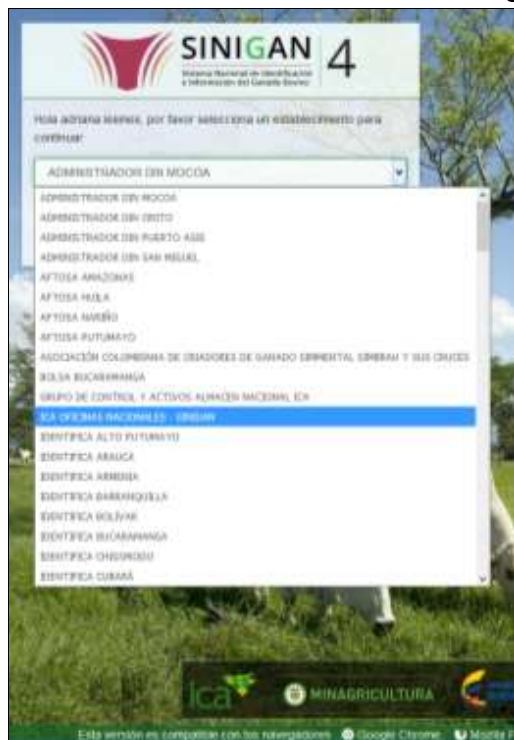 SINIGAN 4
Sistema Nacional de Identificación
e Información del Ganado Bovino
Hola adriana lesmes, por favor selecciona un establecimiento para
continuar
ADMINISTRADOR DIN MOCOA
ADMINISTRADOR DIN MOCOA
ADMINISTRADOR DIN ORITO
ADMINISTRADOR DIN PUERTO ASIS
ADMINISTRADOR DIN SAN MIGUEL
AFTOSA AMAZONAS
AFTOSA HUILA
AFTOSA NARIÑO
AFTOSA PUTUMAYO
ASOCIACIÓN COLOMBIANA DE CRIADORES DE GANADO SIMMENTAL SIMBRAH Y SUS CRUCES
BOLSA BUCARAMANGA
GRUPO DE CONTROL Y ACTIVOS ALMACEN NACIONAL ICA
ICA OFICINAS NACIONALES - SINIGAN
IDENTIFICA ALTO PUTUMAYO
IDENTIFICA ARAUCA
IDENTIFICA ARMENIA
IDENTIFICA BARRANQUILLA
IDENTIFICA BOLÍVAR
IDENTIFICA BUCARAMANGA
IDENTIFICA CHIGORODO
IDENTIFICA CUBARÁ
ica
MINAGRICULTURA
Esta versión es compatible con los navegadores Google Chrome Mozilla F